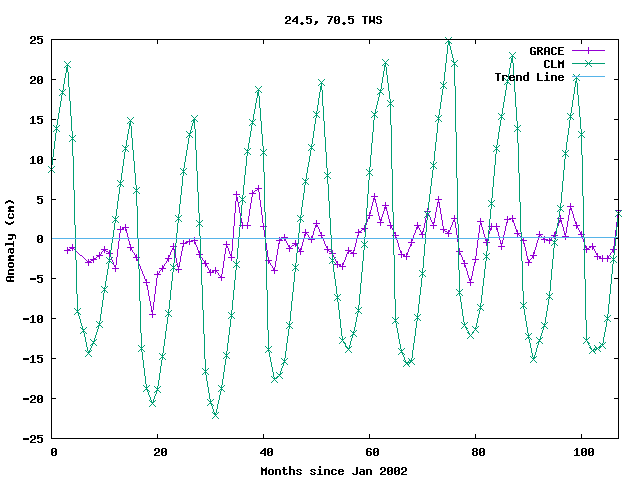 24.5, 70.5 TWS
GRACE
CLM
Trend Line
25
20
15
10
5
0
-5
-10
-15
-20
-25
Anomaly (cm)
0 20 40 60 80 100
Months since Jan 2002